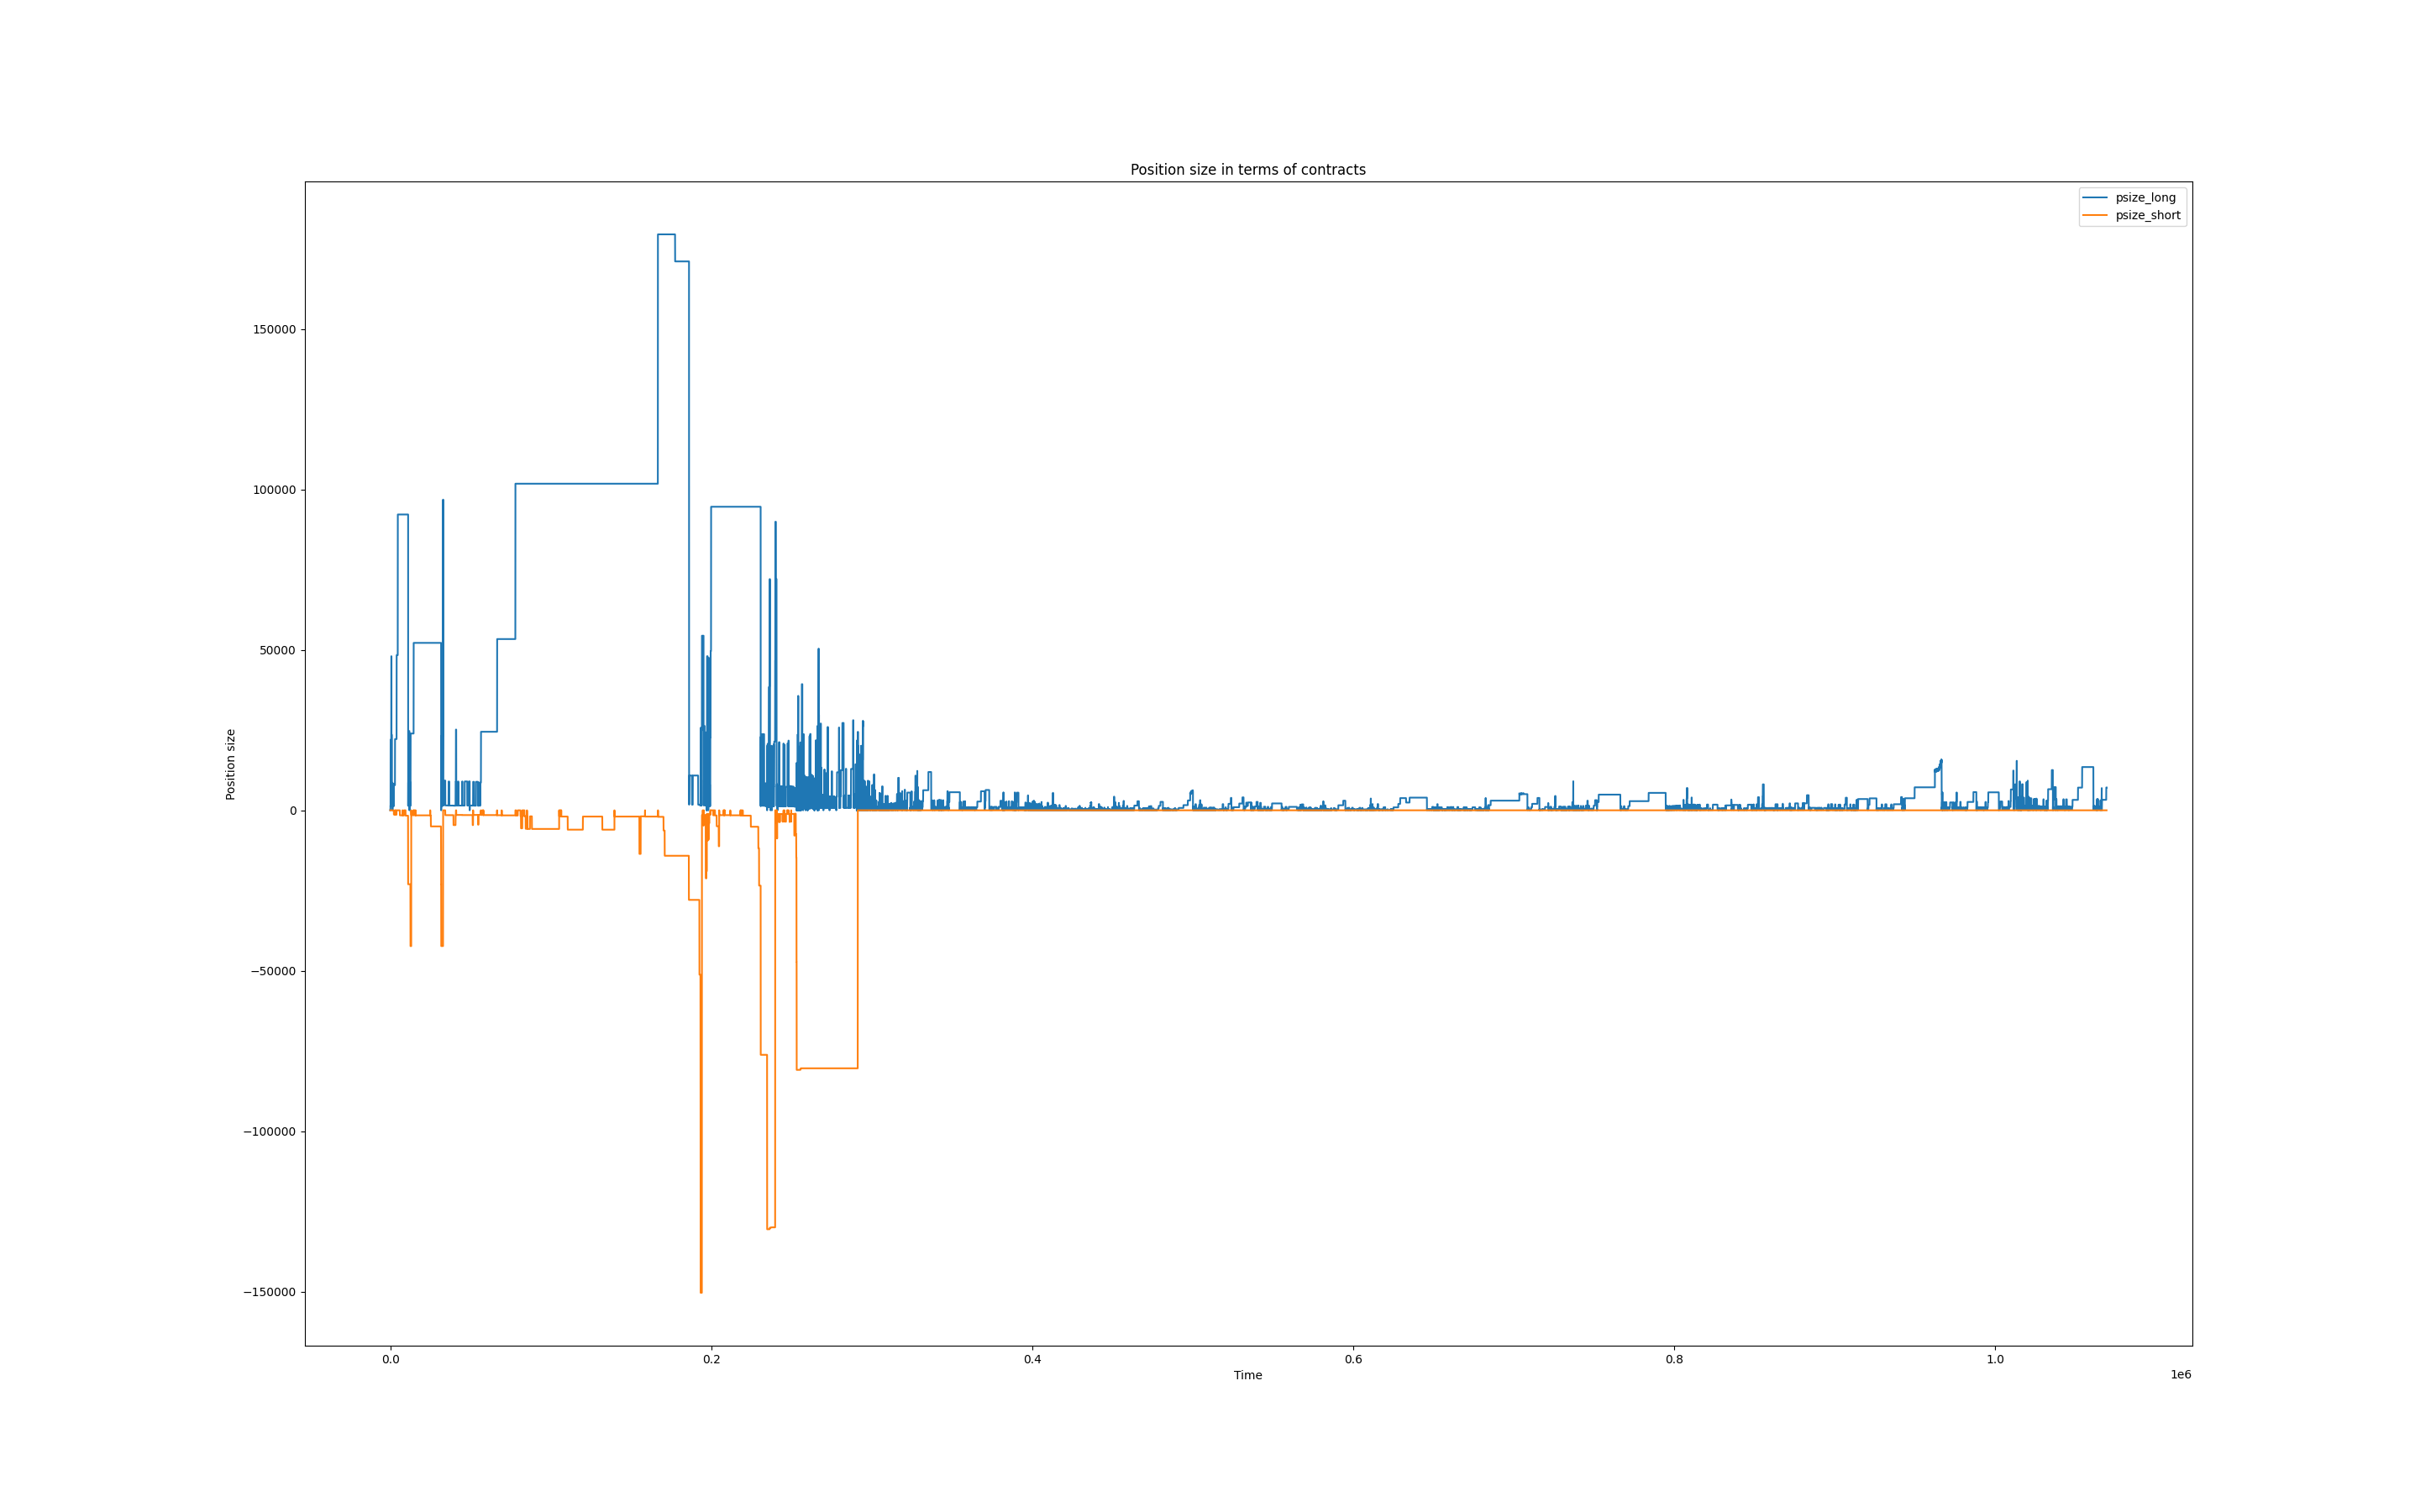 Position size in terms of contracts
psize_long
psize_short
150000
100000
50000
0
−50000
−100000
−150000
Position size
0.0
0.2
0.4
0.6
0.8
1.0
1e6
Time